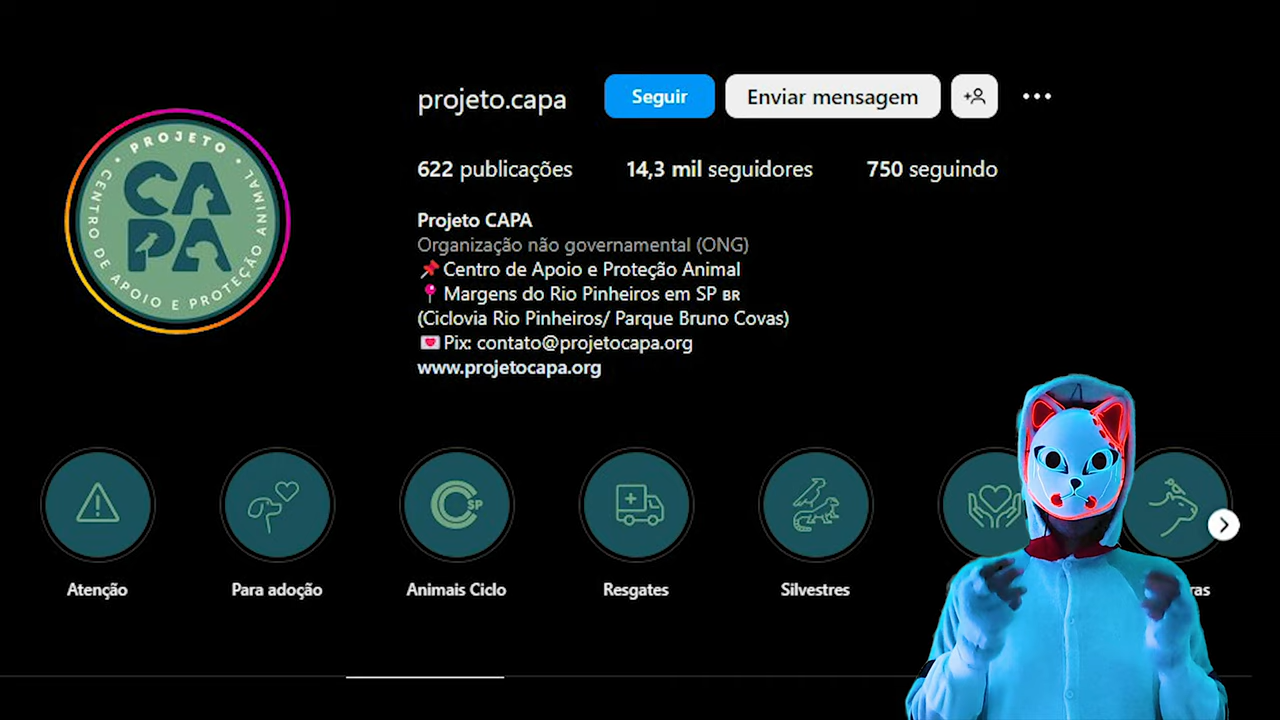 projeto.capa
Seguir
Enviar mensagem
622 publicações
14,3 mil seguidores
750 seguindo
PROJETO
CAPA
CENTRO DE APOIO E PROTEÇÃO ANIMAL
Projeto CAPA
Organização não governamental (ONG)
📌 Centro de Apoio e Proteção Animal
📍 Margens do Rio Pinheiros em SP BR
(Ciclovia Rio Pinheiros/ Parque Bruno Covas)
💌 Pix: contato@projetocapa.org
www.projetocapa.org
SP
Atenção
Para adoção
Animais Ciclo
Resgates
Silvestres